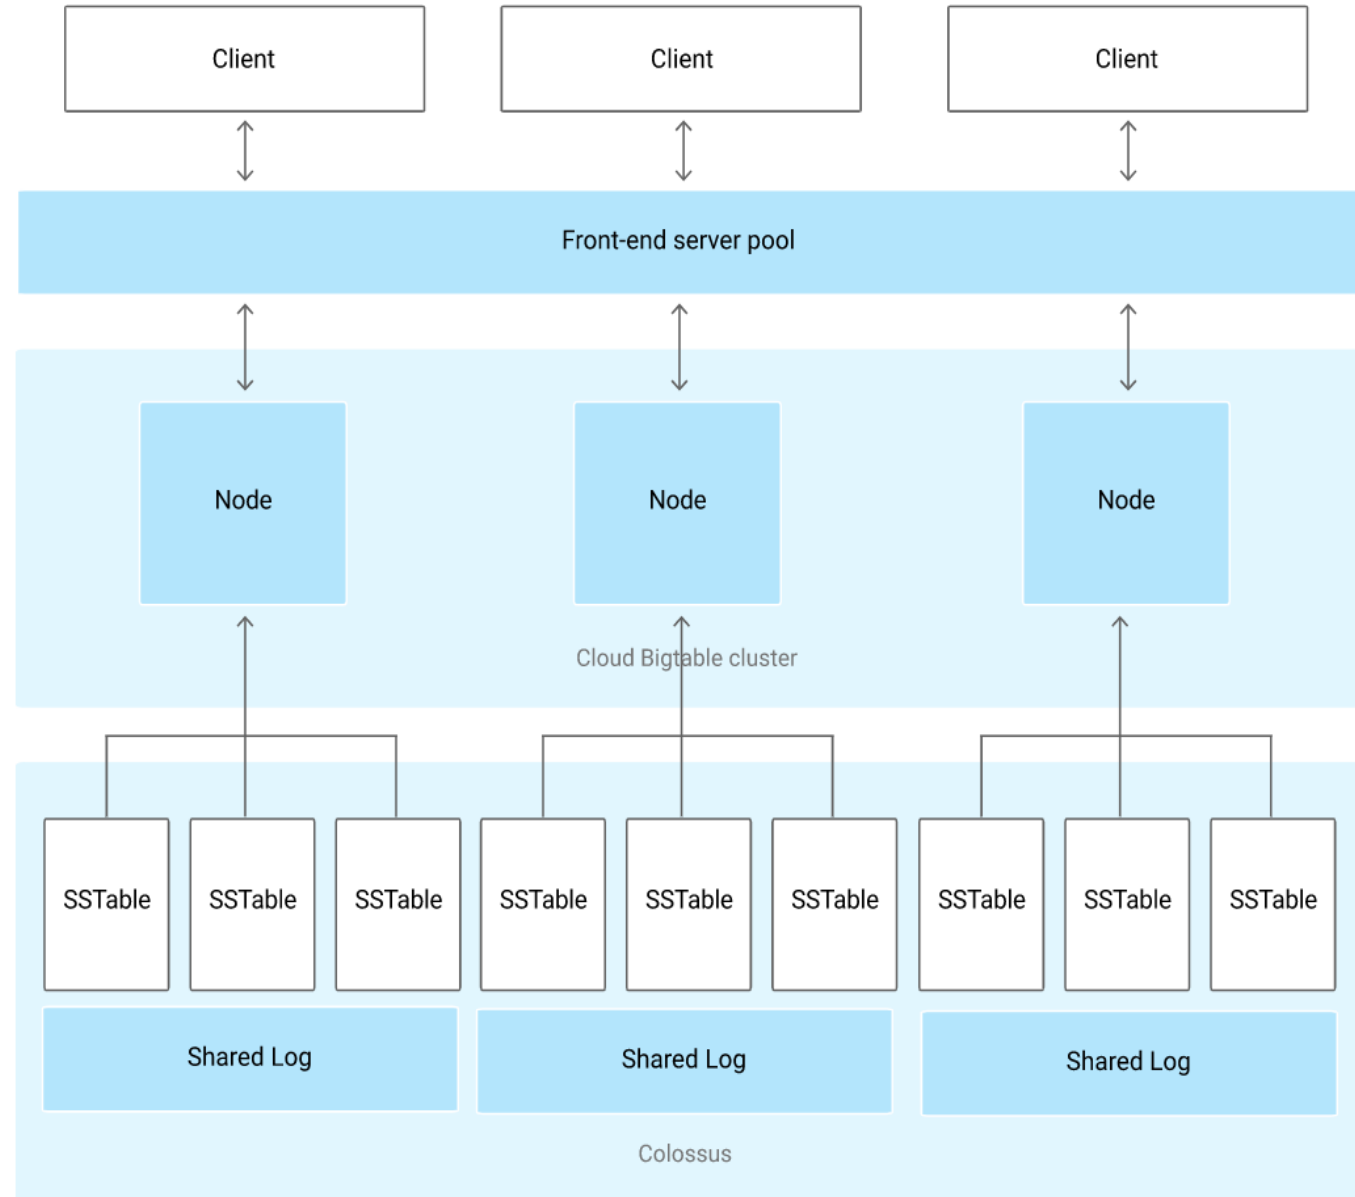 Client
Client
Client
Front-end server pool
Node
Node
Node
Cloud Bigtable cluster
SSTable
SSTable
SSTable
SSTable
SSTable
SSTable
SSTable
SSTable
SSTable
Shared Log
Shared Log
Shared Log
Colossus